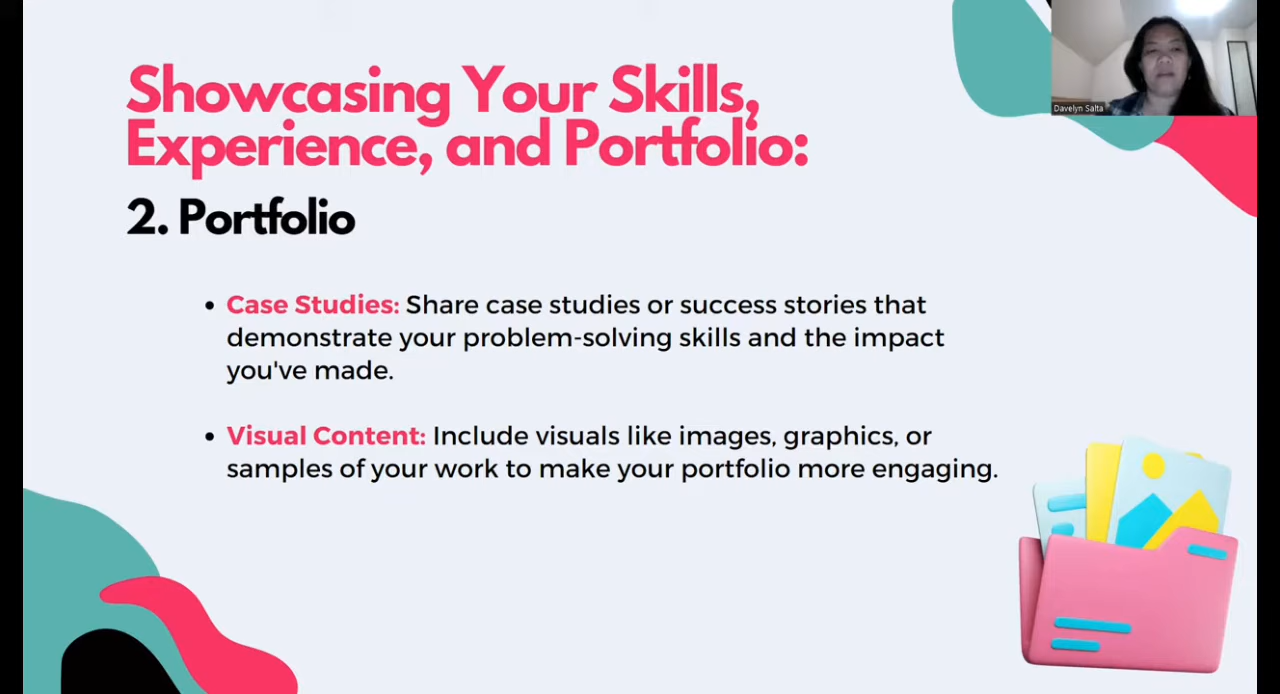 Showcasing Your Skills,
Experience, and Portfolio:
2. Portfolio
• Case Studies: Share case studies or success stories that
demonstrate your problem-solving skills and the impact
you've made.
• Visual Content: Include visuals like images, graphics, or
samples of your work to make your portfolio more engaging.
Davelyn Salta